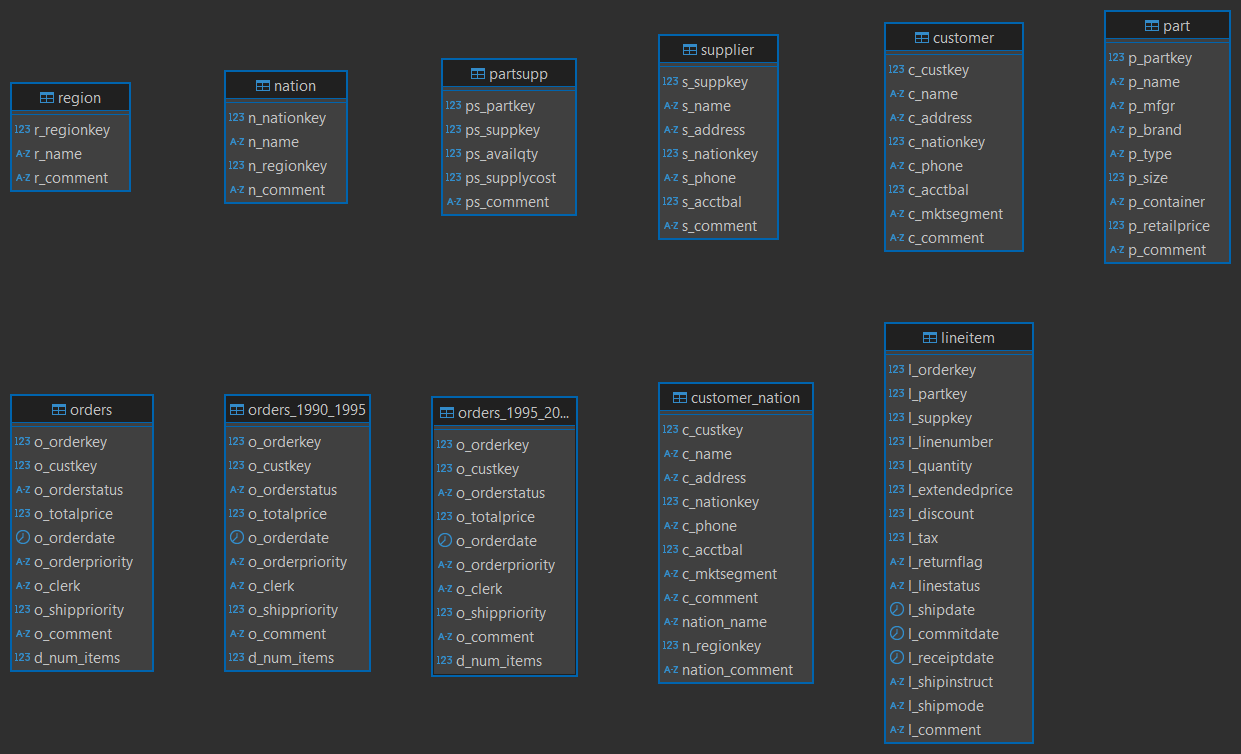 region
123 r_regionkey
A-Z r_name
A-Z r_comment
nation
123 n_nationkey
A-Z n_name
123 n_regionkey
A-Z n_comment
partsupp
123 ps_partkey
123 ps_suppkey
123 ps_availqty
123 ps_supplycost
A-Z ps_comment
supplier
123 s_suppkey
A-Z s_name
A-Z s_address
123 s_nationkey
A-Z s_phone
123 s_acctbal
A-Z s_comment
customer
123 c_custkey
A-Z c_name
A-Z c_address
123 c_nationkey
A-Z c_phone
123 c_acctbal
A-Z c_mktsegment
A-Z c_comment
part
123 p_partkey
A-Z p_name
A-Z p_mfgr
A-Z p_brand
A-Z p_type
123 p_size
A-Z p_container
123 p_retailprice
A-Z p_comment
orders
123 o_orderkey
123 o_custkey
A-Z o_orderstatus
123 o_totalprice
o_orderdate
A-Z o_orderpriority
A-Z o_clerk
123 o_shippriority
A-Z o_comment
123 d_num_items
orders_1990_1995
123 o_orderkey
123 o_custkey
A-Z o_orderstatus
123 o_totalprice
o_orderdate
A-Z o_orderpriority
A-Z o_clerk
123 o_shippriority
A-Z o_comment
123 d_num_items
orders_1995_20...
123 o_orderkey
123 o_custkey
A-Z o_orderstatus
123 o_totalprice
o_orderdate
A-Z o_orderpriority
A-Z o_clerk
123 o_shippriority
A-Z o_comment
123 d_num_items
customer_nation
123 c_custkey
A-Z c_name
A-Z c_address
123 c_nationkey
A-Z c_phone
123 c_acctbal
A-Z c_mktsegment
A-Z c_comment
A-Z nation_name
123 n_regionkey
A-Z nation_comment
lineitem
123 l_orderkey
123 l_partkey
123 l_suppkey
123 l_linenumber
123 l_quantity
123 l_extendedprice
123 l_discount
123 l_tax
A-Z l_returnflag
A-Z l_linestatus
l_shipdate
l_commitdate
l_receiptdate
A-Z l_shipinstruct
A-Z l_shipmode
A-Z l_comment